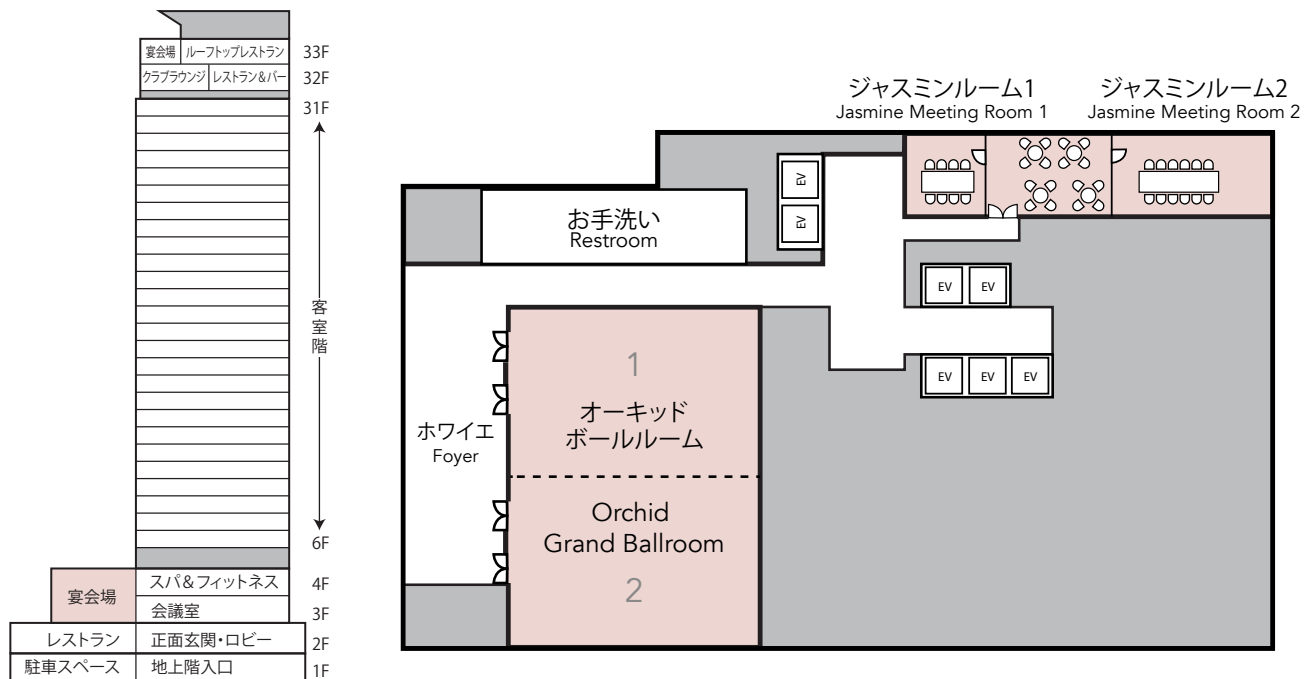 宴会場 ルーフトップレストラン 33F
クラブラウンジ レストラン&バー 32F
31F
客室階
6F
宴会場
スパ&フィットネス 4F
会議室 3F
レストラン 正面玄関・ロビー 2F
駐車スペース 地上階入口 1F
ジャスミンルーム1
Jasmine Meeting Room 1
ジャスミンルーム2
Jasmine Meeting Room 2
EV
EV
お手洗い
Restroom
EV EV
EV EV EV
ホワイエ
Foyer
1
オーキッド
ボールルーム
Orchid
Grand Ballroom
2